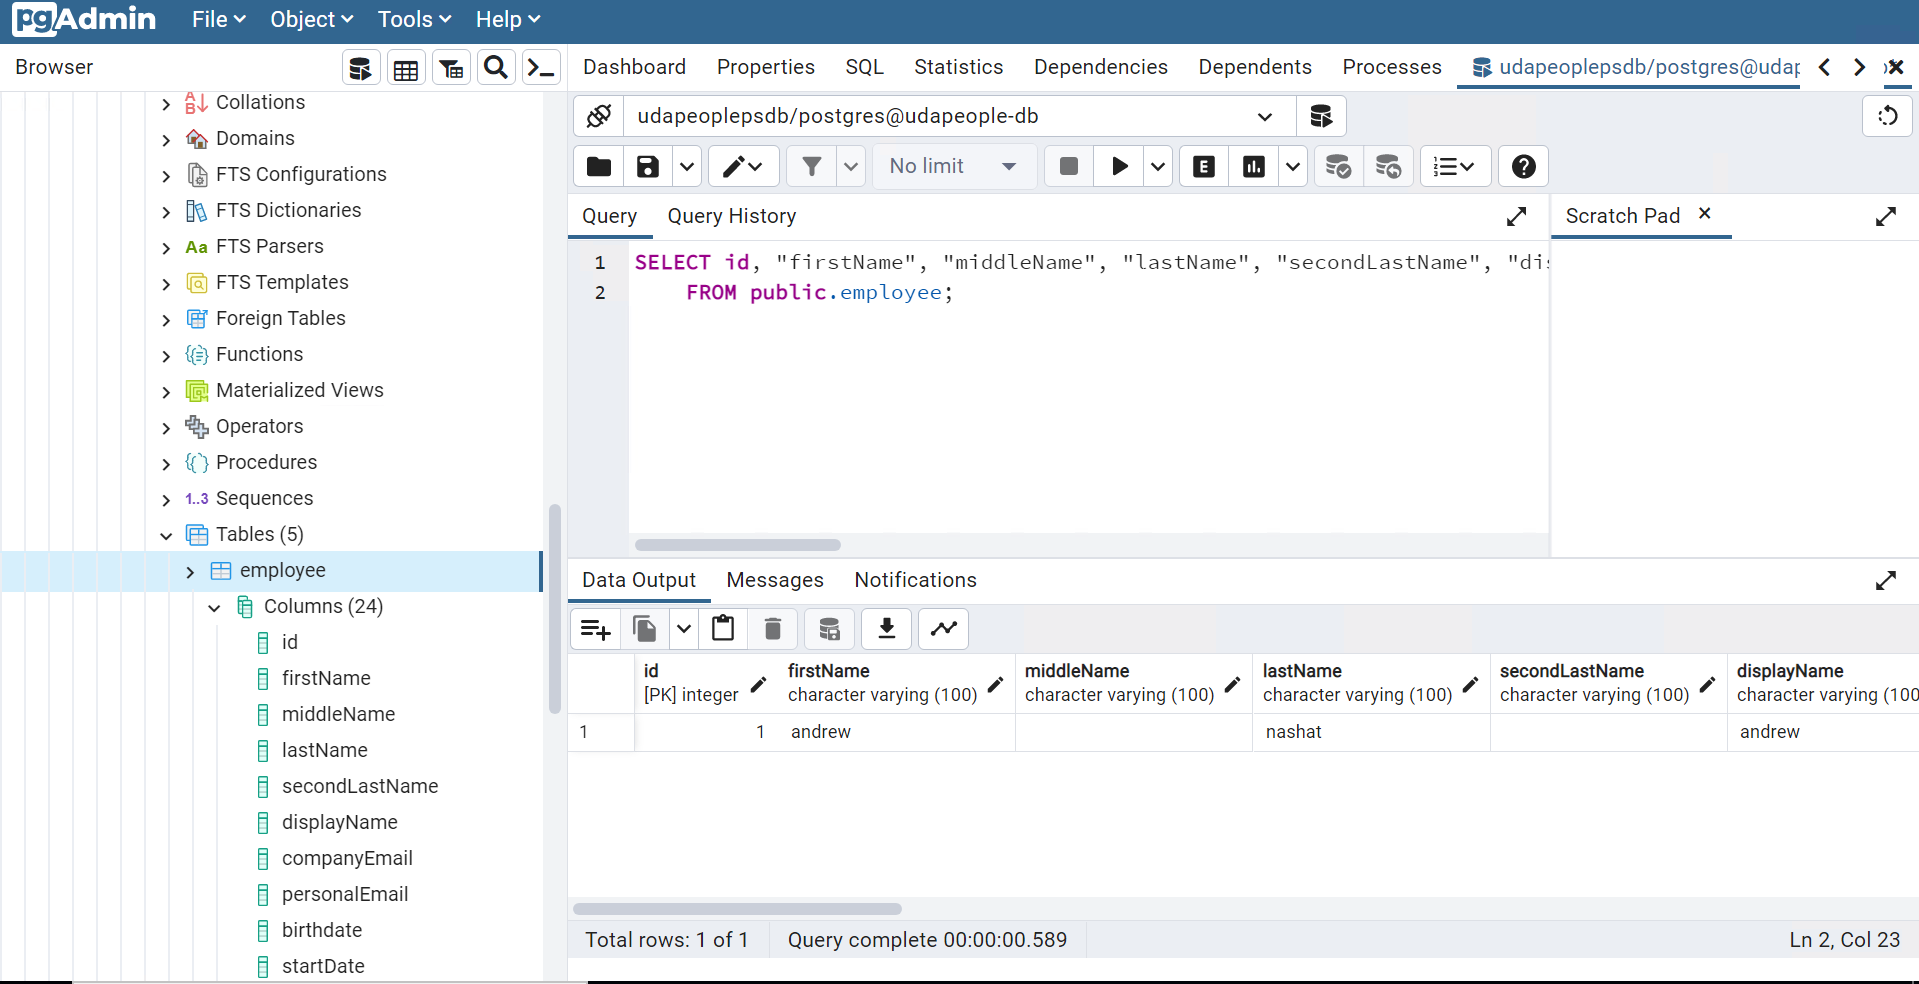 pgAdmin File Object Tools Help
Browser
Dashboard Properties SQL Statistics Dependencies Dependents Processes udapeoplepsdb/postgres@udap
Collations
Domains
FTS Configurations
FTS Dictionaries
Aa FTS Parsers
FTS Templates
Foreign Tables
Functions
Materialized Views
Operators
Procedures
1..3 Sequences
Tables (5)
employee
Columns (24)
id
firstName
middleName
lastName
secondLastName
displayName
companyEmail
personalEmail
birthdate
startDate
udapeoplepsdb/postgres@udapeople-db
No limit
E
Query Query History
Scratch Pad
1 SELECT id, "firstName", "middleName", "lastName", "secondLastName", "di
2 FROM public.employee;
Data Output Messages Notifications
id firstName middleName lastName secondLastName displayName
[PK] integer character varying (100) character varying (100) character varying (100) character varying (100) character varying (100
1 1 andrew nashat andrew
Total rows: 1 of 1 Query complete 00:00:00.589 Ln 2, Col 23